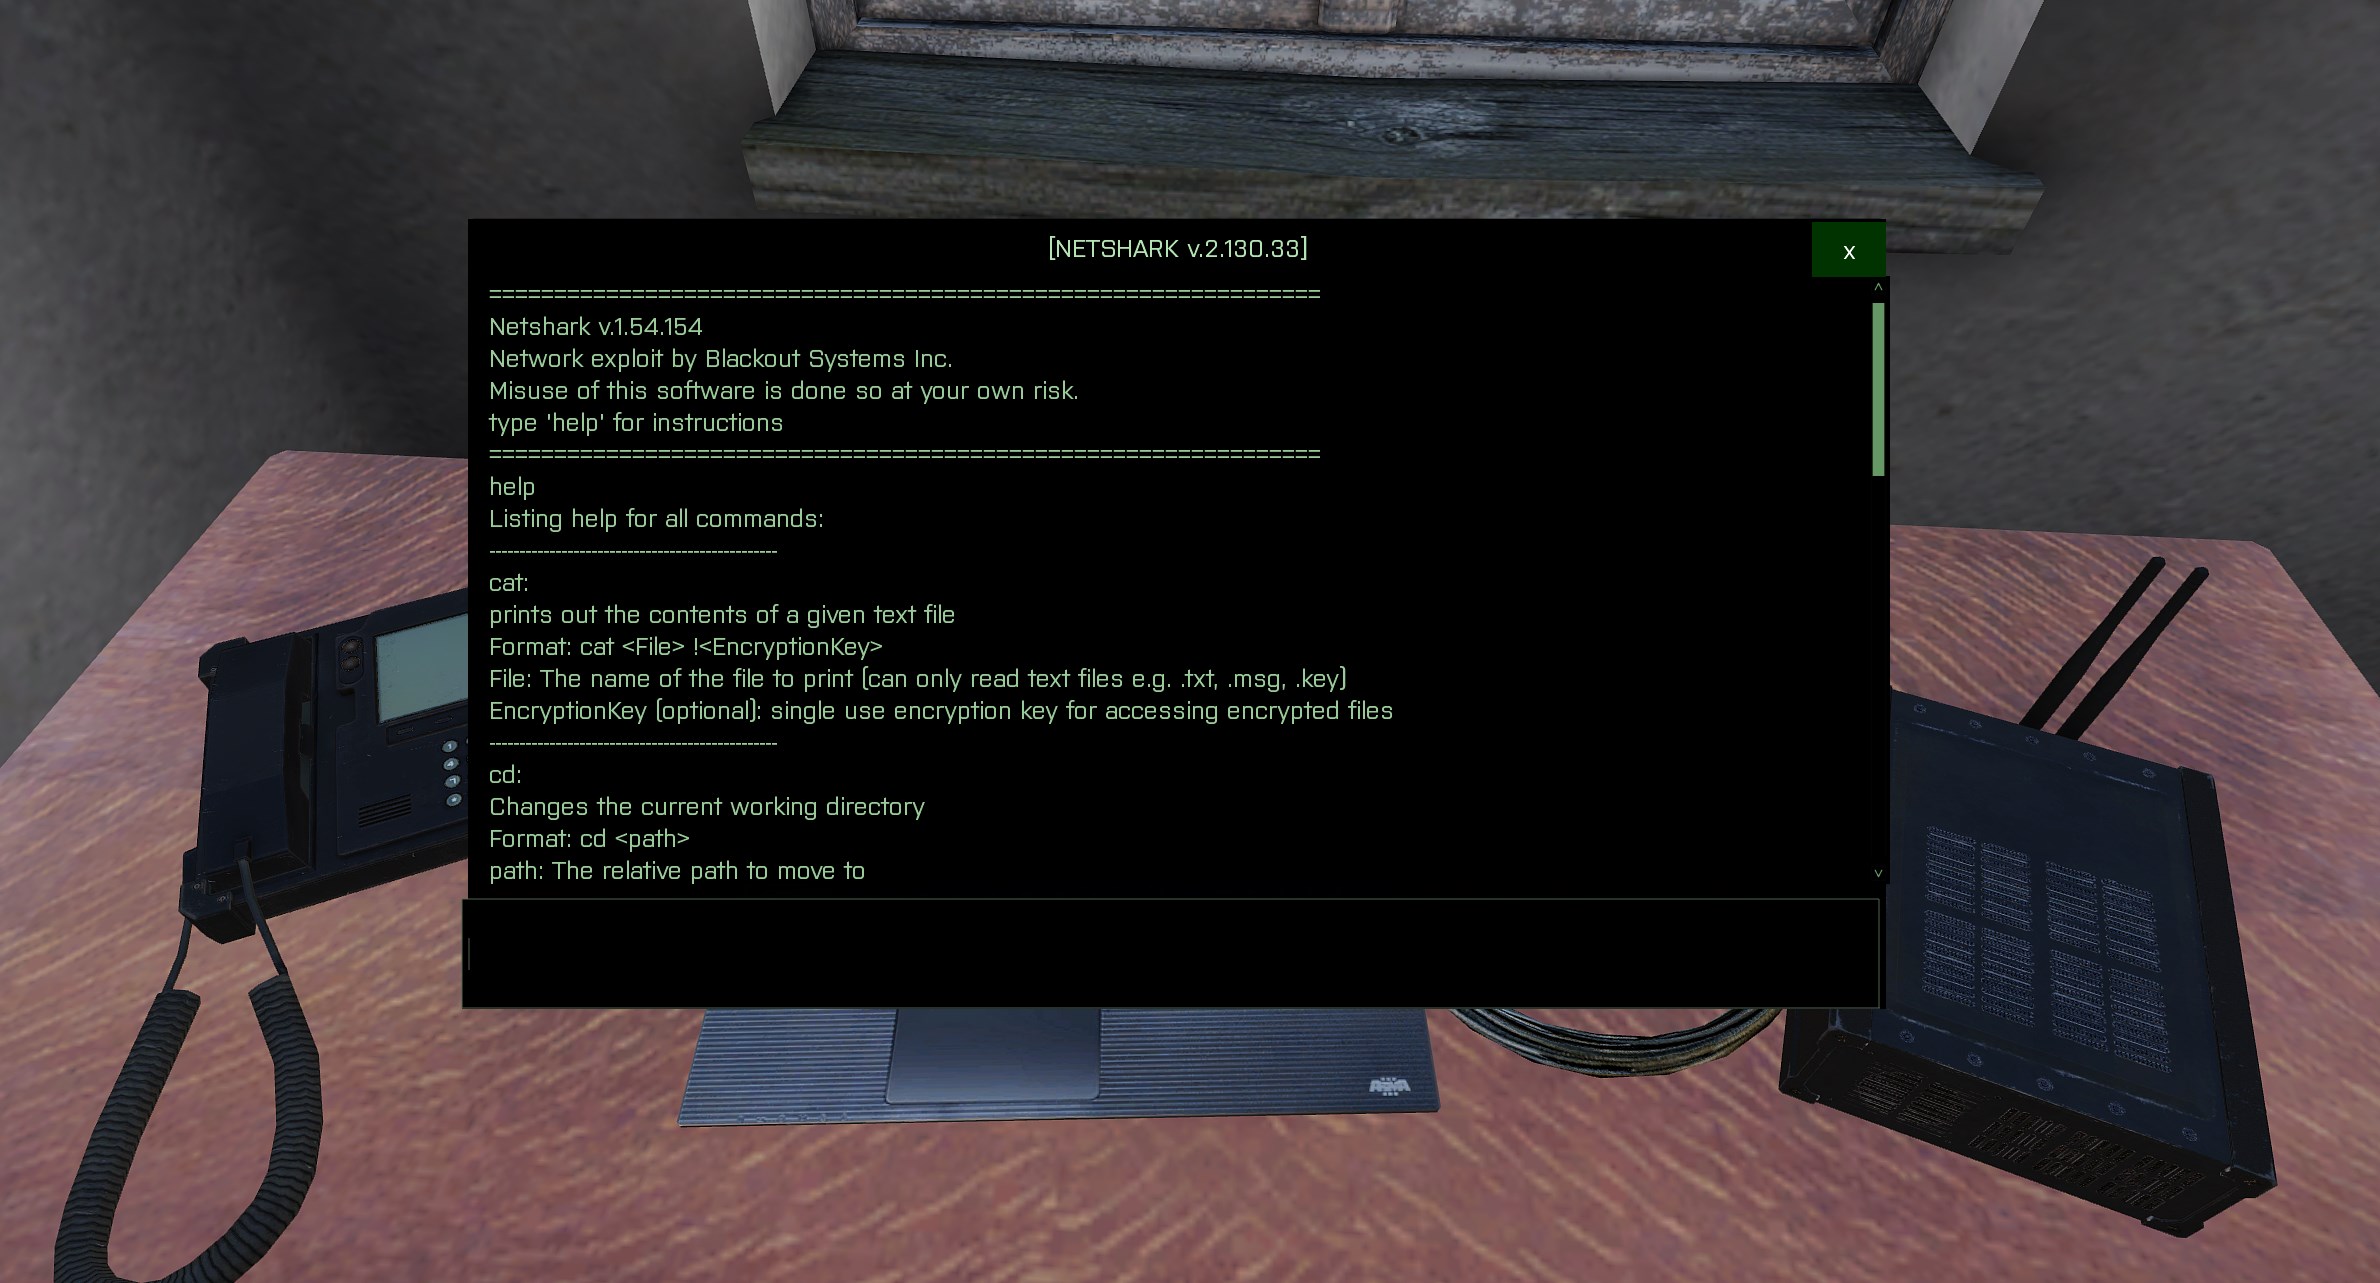 [NETSHARK v.2.130.33]
x
================================================================
Netshark v.1.54.154
Network exploit by Blackout Systems Inc.
Misuse of this software is done so at your own risk.
type 'help' for instructions
================================================================
help
Listing help for all commands:
------------------------------------------------
cat:
prints out the contents of a given text file
Format: cat <File> !<EncryptionKey>
File: The name of the file to print (can only read text files e.g. .txt, .msg, .key)
EncryptionKey (optional): single use encryption key for accessing encrypted files
------------------------------------------------
cd:
Changes the current working directory
Format: cd <path>
path: The relative path to move to
1
4
7
ARMA